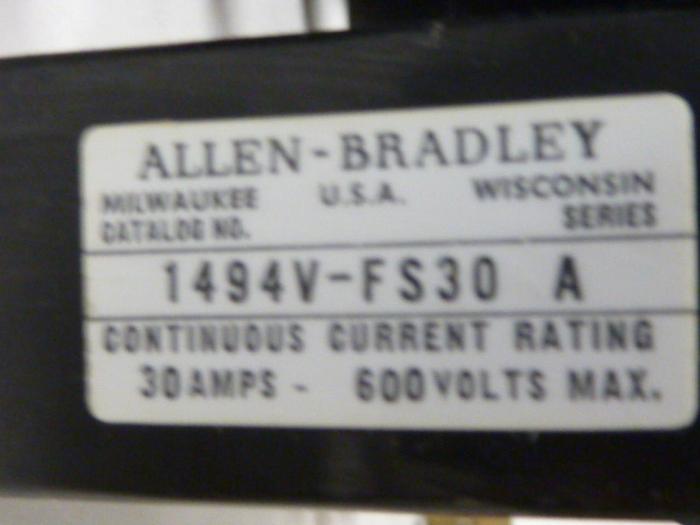 ALLEN-BRADLEY
MILWAUKEE U.S.A. WISCONSIN
CATALOG NO. SERIES
1494V-FS30 A
CONTINUOUS CURRENT RATING
30 AMPS - 600 VOLTS MAX.